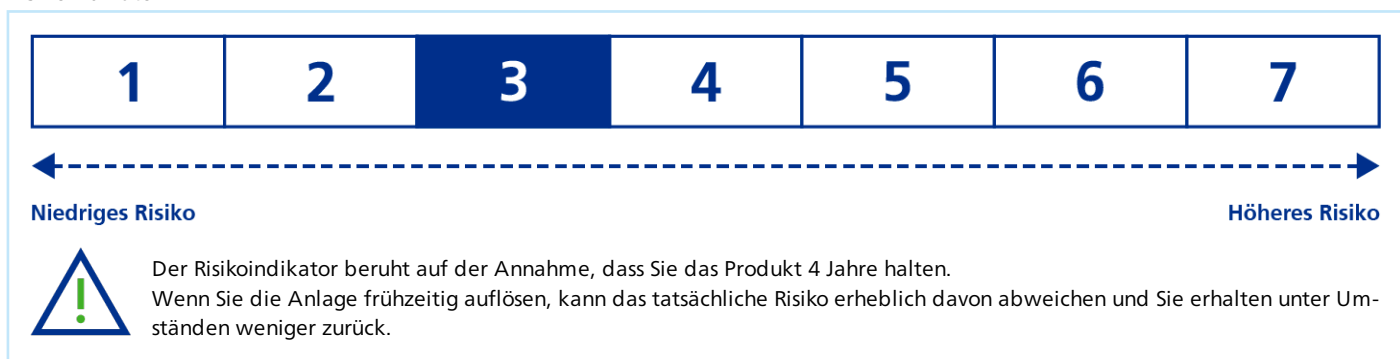 1 2 3 4 5 6 7
Niedriges Risiko Höheres Risiko
Der Risikoindikator beruht auf der Annahme, dass Sie das Produkt 4 Jahre halten.
Wenn Sie die Anlage frühzeitig auflösen, kann das tatsächliche Risiko erheblich davon abweichen und Sie erhalten unter Um-
ständen weniger zurück.